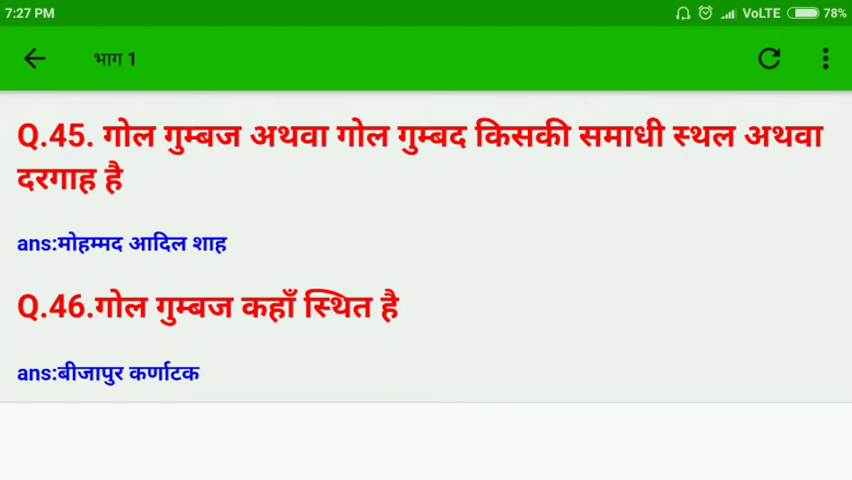 7:27 PM VoLTE 78%
भाग 1
Q.45. गोल गुम्बज अथवा गोल गुम्बद किसकी समाधी स्थल अथवा
दरगाह है
ans:मोहम्मद आदिल शाह
Q.46.गोल गुम्बज कहाँ स्थित है
ans:बीजापुर कर्णाटक